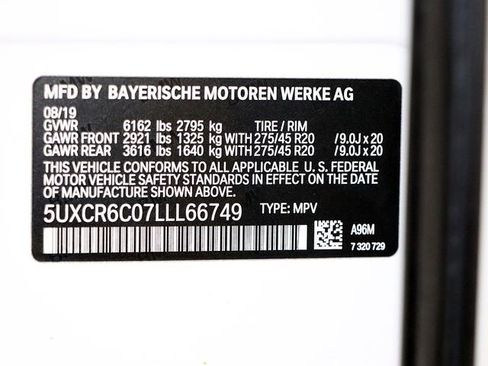 MFD BY BAYERISCHE MOTOREN WERKE AG
08/19
GVWR 6162 lbs 2795 kg TIRE / RIM
GAWR FRONT 2921 lbs 1325 kg WITH 275/45 R20 /9.0J x 20
GAWR REAR 3616 lbs 1640 kg WITH 275/45 R20 /9.0J x 20
THIS VEHICLE CONFORMS TO ALL APPLICABLE U. S. FEDERAL
MOTOR VEHICLE SAFETY STANDARDS IN EFFECT ON THE DATE
OF MANUFACTURE SHOWN ABOVE.
5UXCR6C07LLL66749 TYPE: MPV
A96M
7 320 729